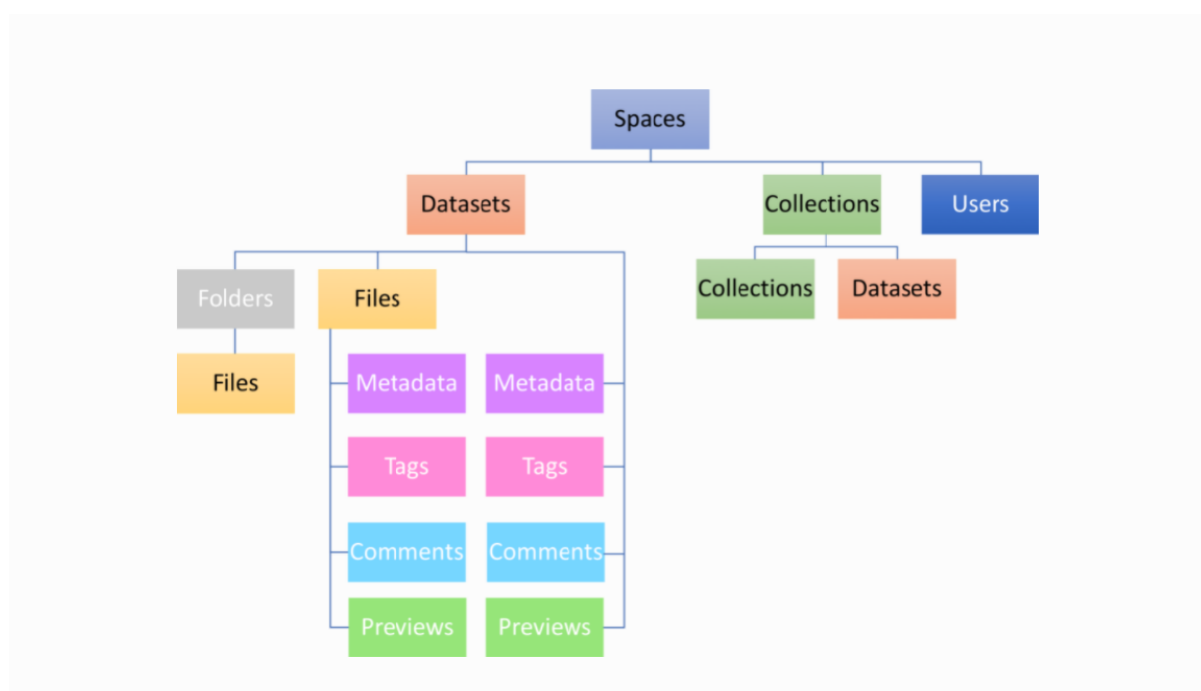 Spaces
Datasets
Collections
Users
Folders
Files
Collections
Datasets
Files
Metadata
Metadata
Tags
Tags
Comments
Comments
Previews
Previews